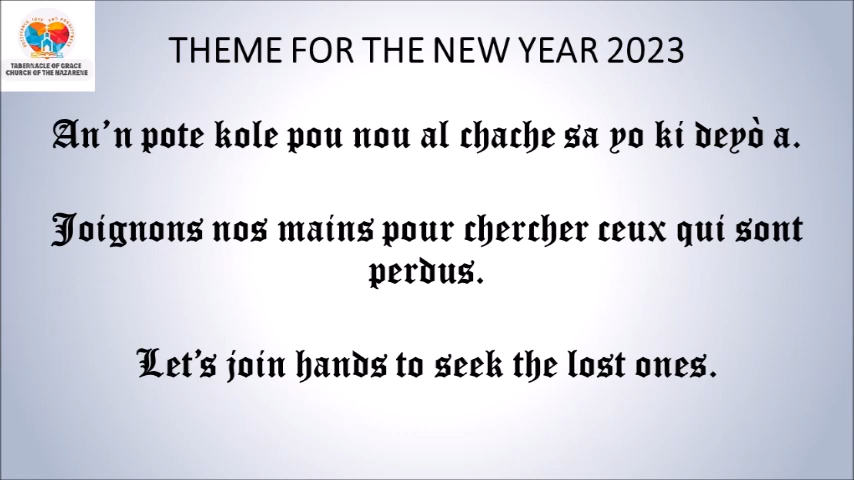 TABERNACLE OF GRACE
CHURCH OF THE NAZARENE
THEME FOR THE NEW YEAR 2023
An'n pote kole pou nou al chache sa yo ki deyò a.
Joignons nos mains pour chercher ceux qui sont
perdus.
Let's join hands to seek the lost ones.